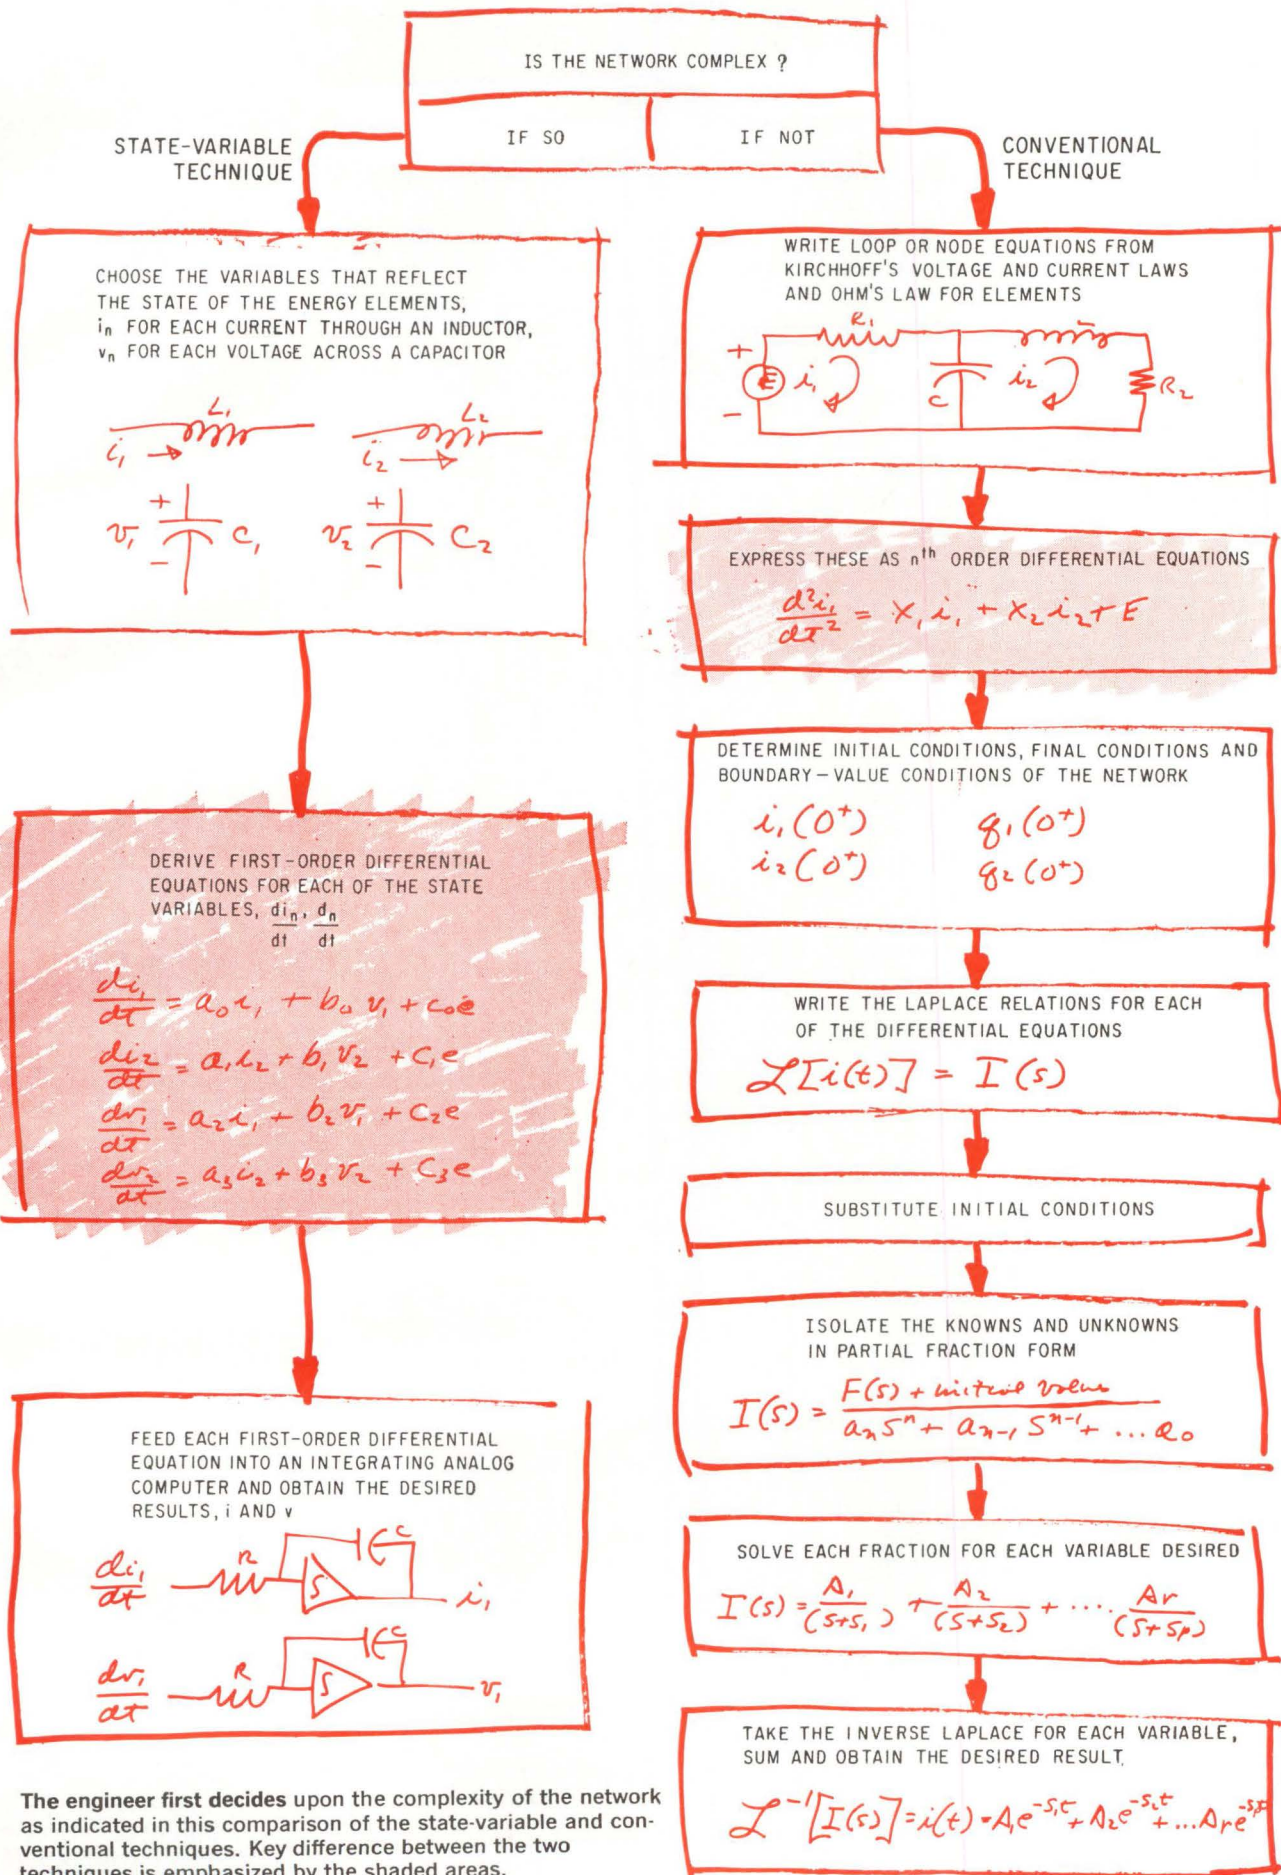 IS THE NETWORK COMPLEX ?
IF SO
IF NOT
STATE-VARIABLE
TECHNIQUE
CHOOSE THE VARIABLES THAT REFLECT
THE STATE OF THE ENERGY ELEMENTS,
iₙ FOR EACH CURRENT THROUGH AN INDUCTOR,
vₙ FOR EACH VOLTAGE ACROSS A CAPACITOR
L₁
L₂
i₁
i₂
+
+
v₁
C₁
v₂
C₂
−
−
DERIVE FIRST-ORDER DIFFERENTIAL
EQUATIONS FOR EACH OF THE STATE
VARIABLES, diₙ/dt, dₙ/dt
di₁/dt = a₀i₁ + b₀v₁ + c₀e
di₂/dt = a₁i₂ + b₁v₂ + c₁e
dv₁/dt = a₂i₁ + b₂v₁ + c₂e
dv₂/dt = a₃i₂ + b₃v₂ + c₃e
FEED EACH FIRST-ORDER DIFFERENTIAL
EQUATION INTO AN INTEGRATING ANALOG
COMPUTER AND OBTAIN THE DESIRED
RESULTS, i AND v
di₁/dt
R
C
∫
i₁
dv₁/dt
R
C
∫
v₁
CONVENTIONAL
TECHNIQUE
WRITE LOOP OR NODE EQUATIONS FROM
KIRCHHOFF'S VOLTAGE AND CURRENT LAWS
AND OHM'S LAW FOR ELEMENTS
R₁
+
E
i₁
C
i₂
R₂
−
EXPRESS THESE AS nᵗʰ ORDER DIFFERENTIAL EQUATIONS
d²i₁/dt² = X₁i₁ + X₂i₂ + E
DETERMINE INITIAL CONDITIONS, FINAL CONDITIONS AND
BOUNDARY-VALUE CONDITIONS OF THE NETWORK
i₁(0⁺) q₁(0⁺)
i₂(0⁺) q₂(0⁺)
WRITE THE LAPLACE RELATIONS FOR EACH
OF THE DIFFERENTIAL EQUATIONS
ℒ[i(t)] = I(s)
SUBSTITUTE INITIAL CONDITIONS
ISOLATE THE KNOWNS AND UNKNOWNS
IN PARTIAL FRACTION FORM
I(s) = F(s) + initial values / aₙsⁿ + aₙ₋₁sⁿ⁻¹ + ... a₀
SOLVE EACH FRACTION FOR EACH VARIABLE DESIRED
I(s) = A₁/(s+s₁) + A₂/(s+s₂) + .... Ar/(s+sp)
TAKE THE INVERSE LAPLACE FOR EACH VARIABLE,
SUM AND OBTAIN THE DESIRED RESULT.
ℒ⁻¹[I(s)] = i(t) = A₁e^-s₁t + A₂e^-s₂t + ... Are
The engineer first decides upon the complexity of the network
as indicated in this comparison of the state-variable and con-
ventional techniques. Key difference between the two
techniques is emphasized by the shaded areas.